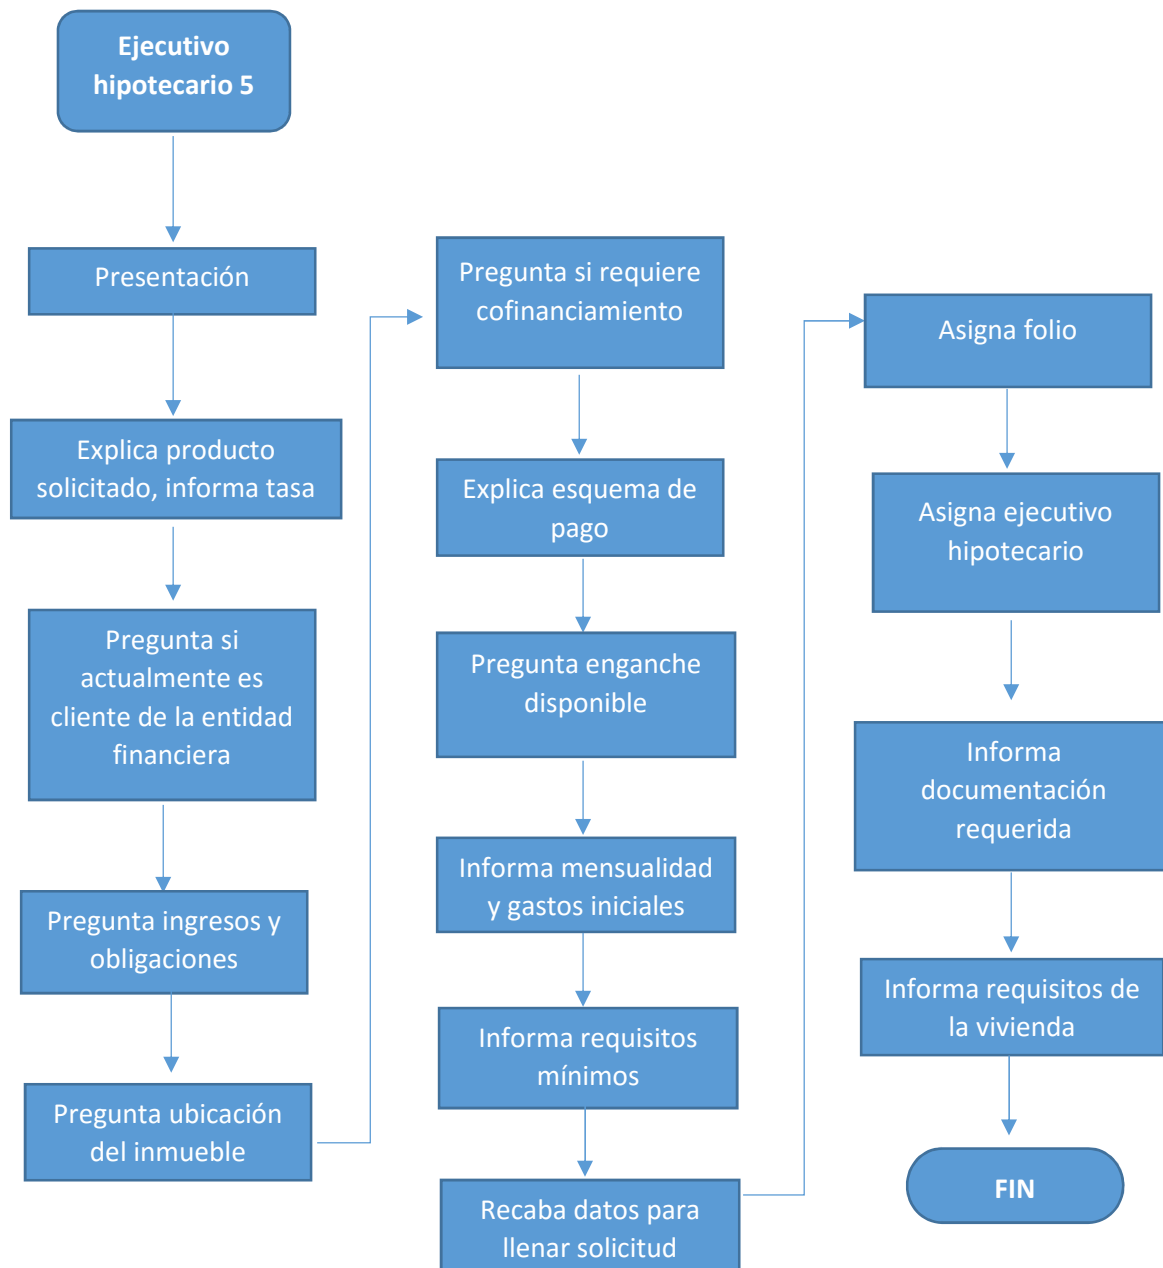 Ejecutivo
hipotecario 5
Presentación
Explica producto
solicitado, informa tasa
Pregunta si
actualmente es
cliente de la entidad
financiera
Pregunta ingresos y
obligaciones
Pregunta ubicación
del inmueble
Pregunta si requiere
cofinanciamiento
Explica esquema de
pago
Pregunta enganche
disponible
Informa mensualidad
y gastos iniciales
Informa requisitos
mínimos
Recaba datos para
llenar solicitud
Asigna folio
Asigna ejecutivo
hipotecario
Informa
documentación
requerida
Informa requisitos de
la vivienda
FIN